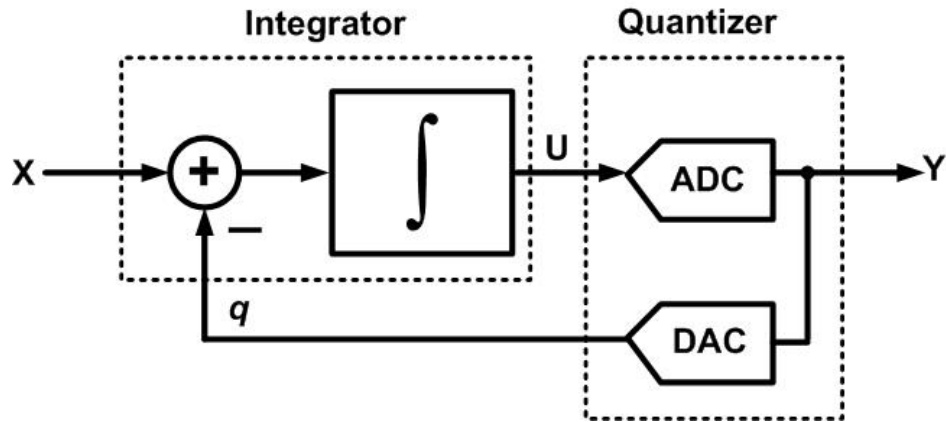 Integrator
Quantizer
X
+
∫
U
ADC
Y
−
q
DAC